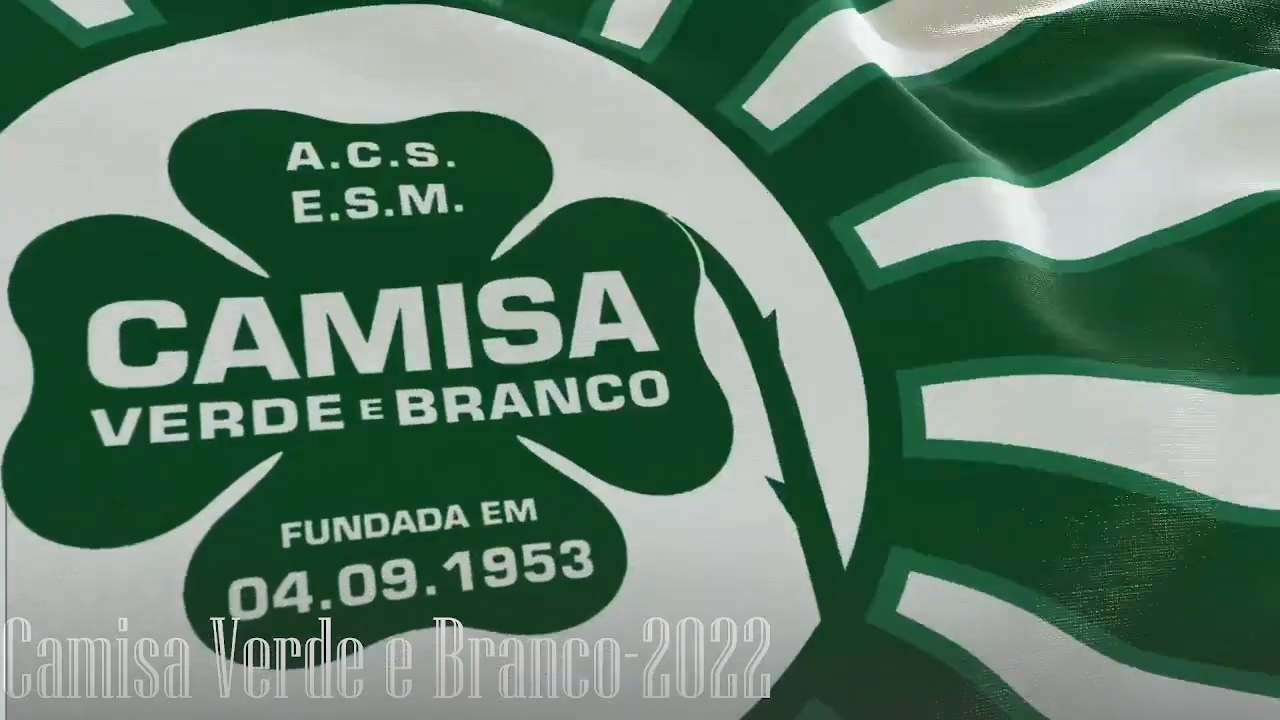 A.C.S.
E.S.M.
CAMISA
VERDE E BRANCO
FUNDADA EM
04.09.1953
Camisa Verde e Branco-2022